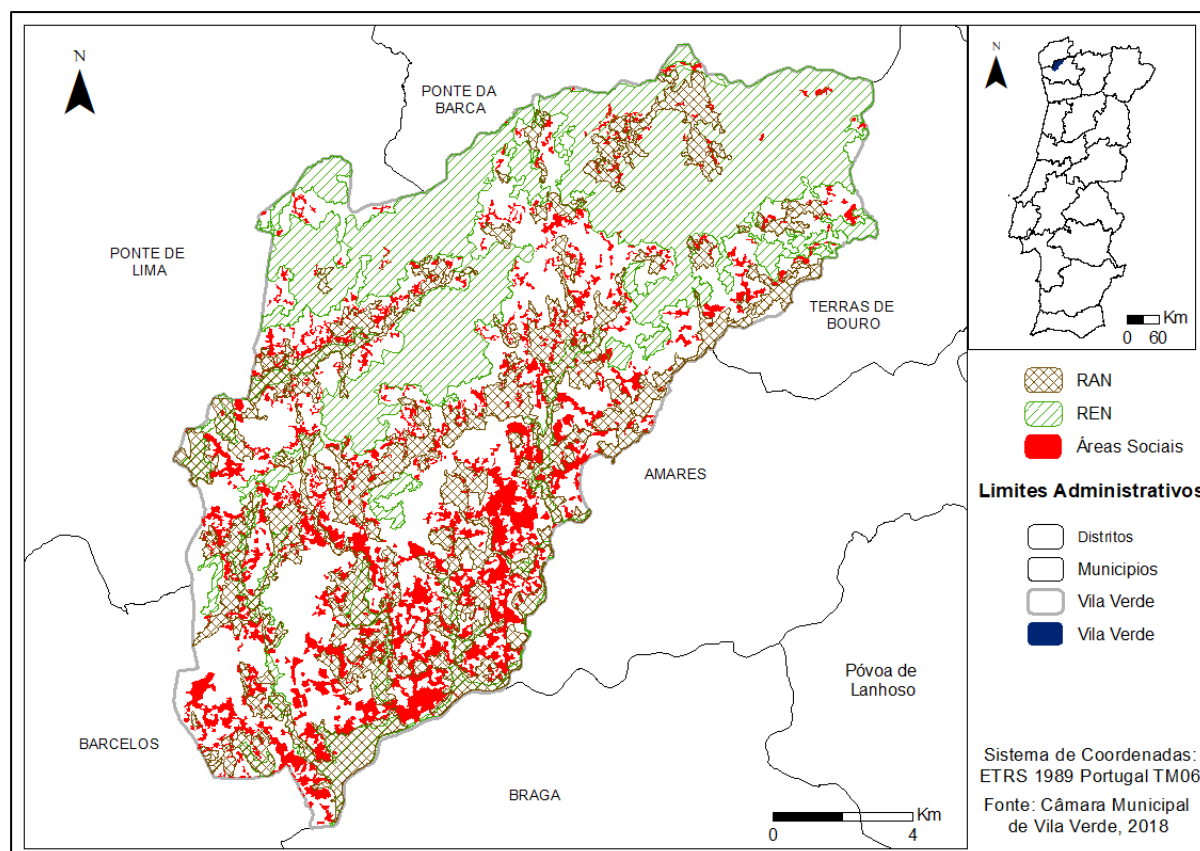 N
PONTE DA
BARCA
PONTE DE
LIMA
TERRAS DE
BOURO
AMARES
Póvoa de
Lanhoso
BARCELOS
BRAGA
Km
0 4
N
Km
0 60
RAN
REN
Áreas Sociais
Limites Administrativos
Distritos
Municipios
Vila Verde
Vila Verde
Sistema de Coordenadas:
ETRS 1989 Portugal TM06
Fonte: Câmara Municipal
de Vila Verde, 2018